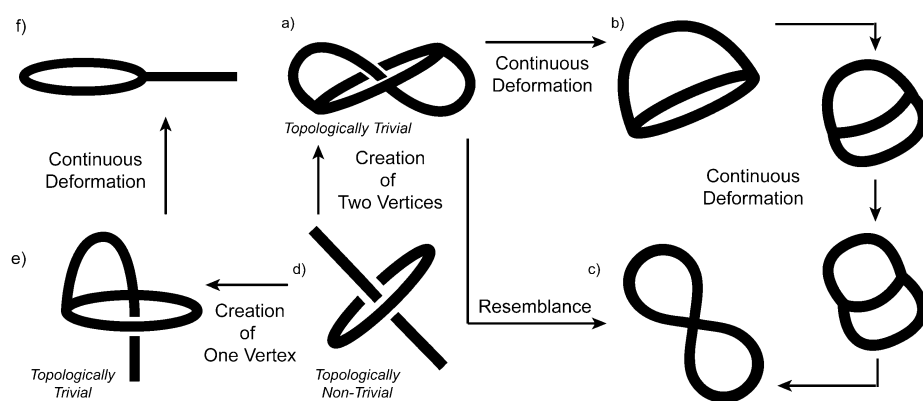 f)
a)
b)
Continuous
Deformation
Topologically Trivial
Continuous
Deformation
Creation
of
Two Vertices
Continuous
Deformation
e)
d)
c)
Creation
of
One Vertex
Resemblance
Topologically
Trivial
Topologically
Non-Trivial